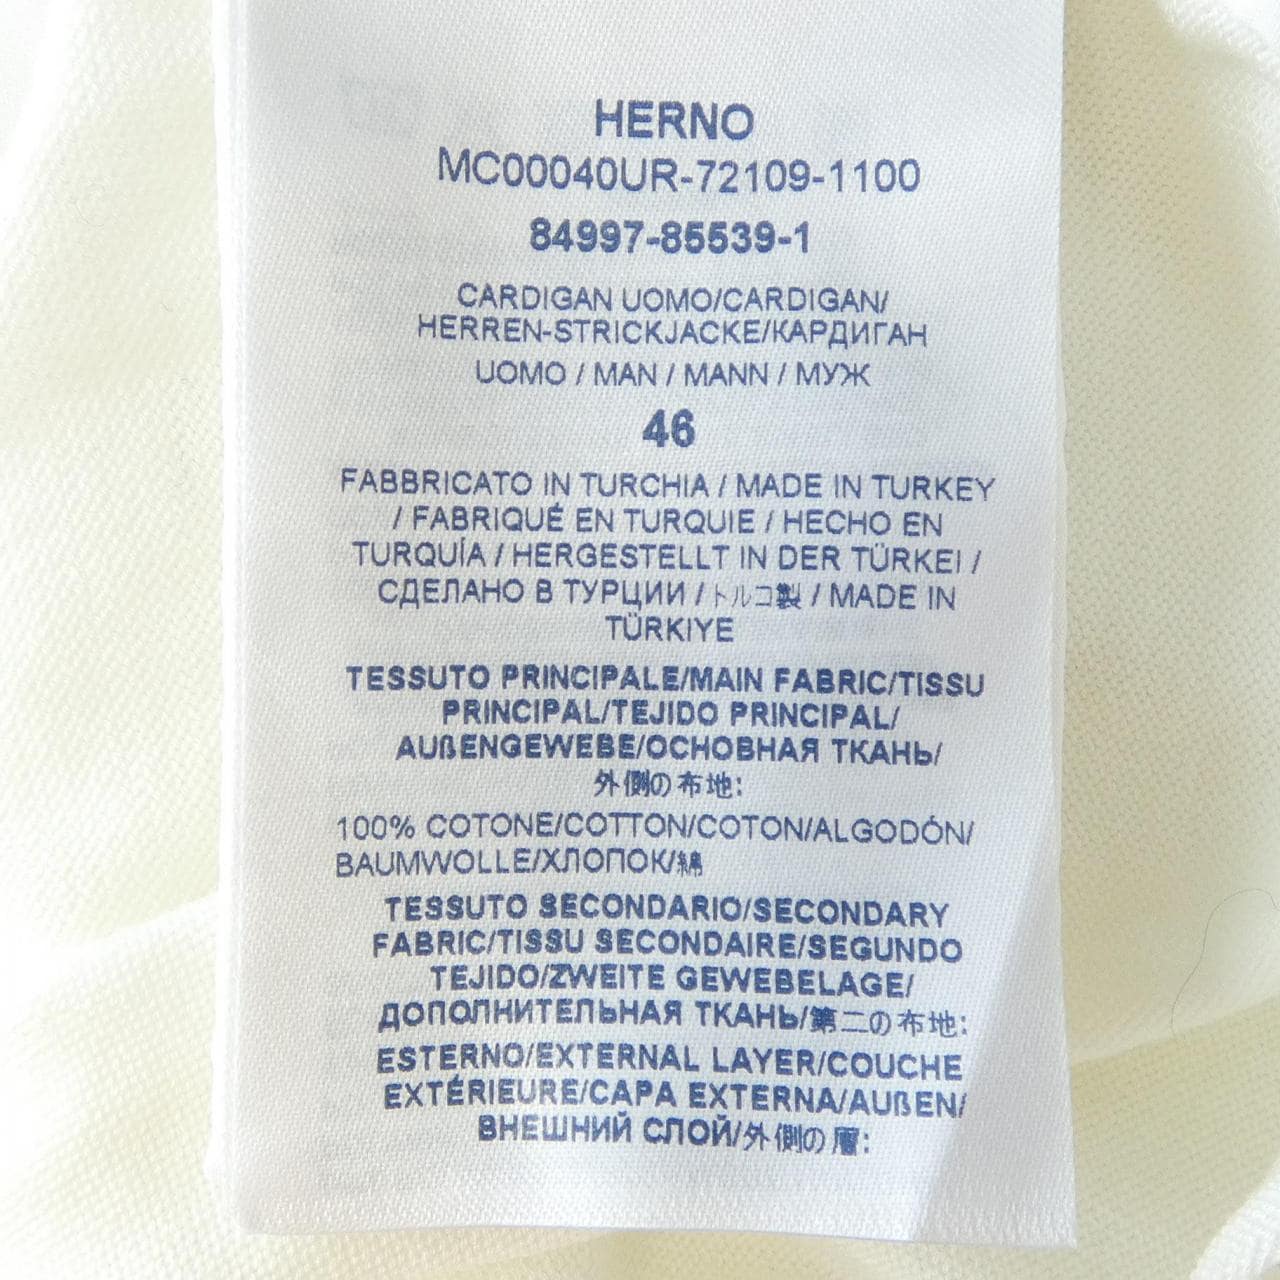 HERNO
MC00040UR-72109-1100
84997-85539-1
CARDIGAN UOMO/CARDIGAN/
HERREN-STRICKJACKE/КАРДИГАН
UOMO / MAN / MANN / МУЖ
46
FABBRICATO IN TURCHIA / MADE IN TURKEY
/ FABRIQUÉ EN TURQUIE / HECHO EN
TURQUÍA / HERGESTELLT IN DER TÜRKEI /
СДЕЛАНО В ТУРЦИИ / トルコ製 / MADE IN
TÜRKIYE
TESSUTO PRINCIPALE/MAIN FABRIC/TISSU
PRINCIPAL/TEJIDO PRINCIPAL/
AUßENGEWEBE/ОСНОВНАЯ ТКАНЬ/
外側の布地:
100% COTONE/COTTON/COTON/ALGODÓN/
BAUMWOLLE/ХЛОПОК/綿
TESSUTO SECONDARIO/SECONDARY
FABRIC/TISSU SECONDAIRE/SEGUNDO
TEJIDO/ZWEITE GEWEBELAGE/
ДОПОЛНИТЕЛЬНАЯ ТКАНЬ/第二の布地:
ESTERNO/EXTERNAL LAYER/COUCHE
EXTÉRIEURE/CAPA EXTERNA/AUßEN/
ВНЕШНИЙ СЛОЙ/外側の層: